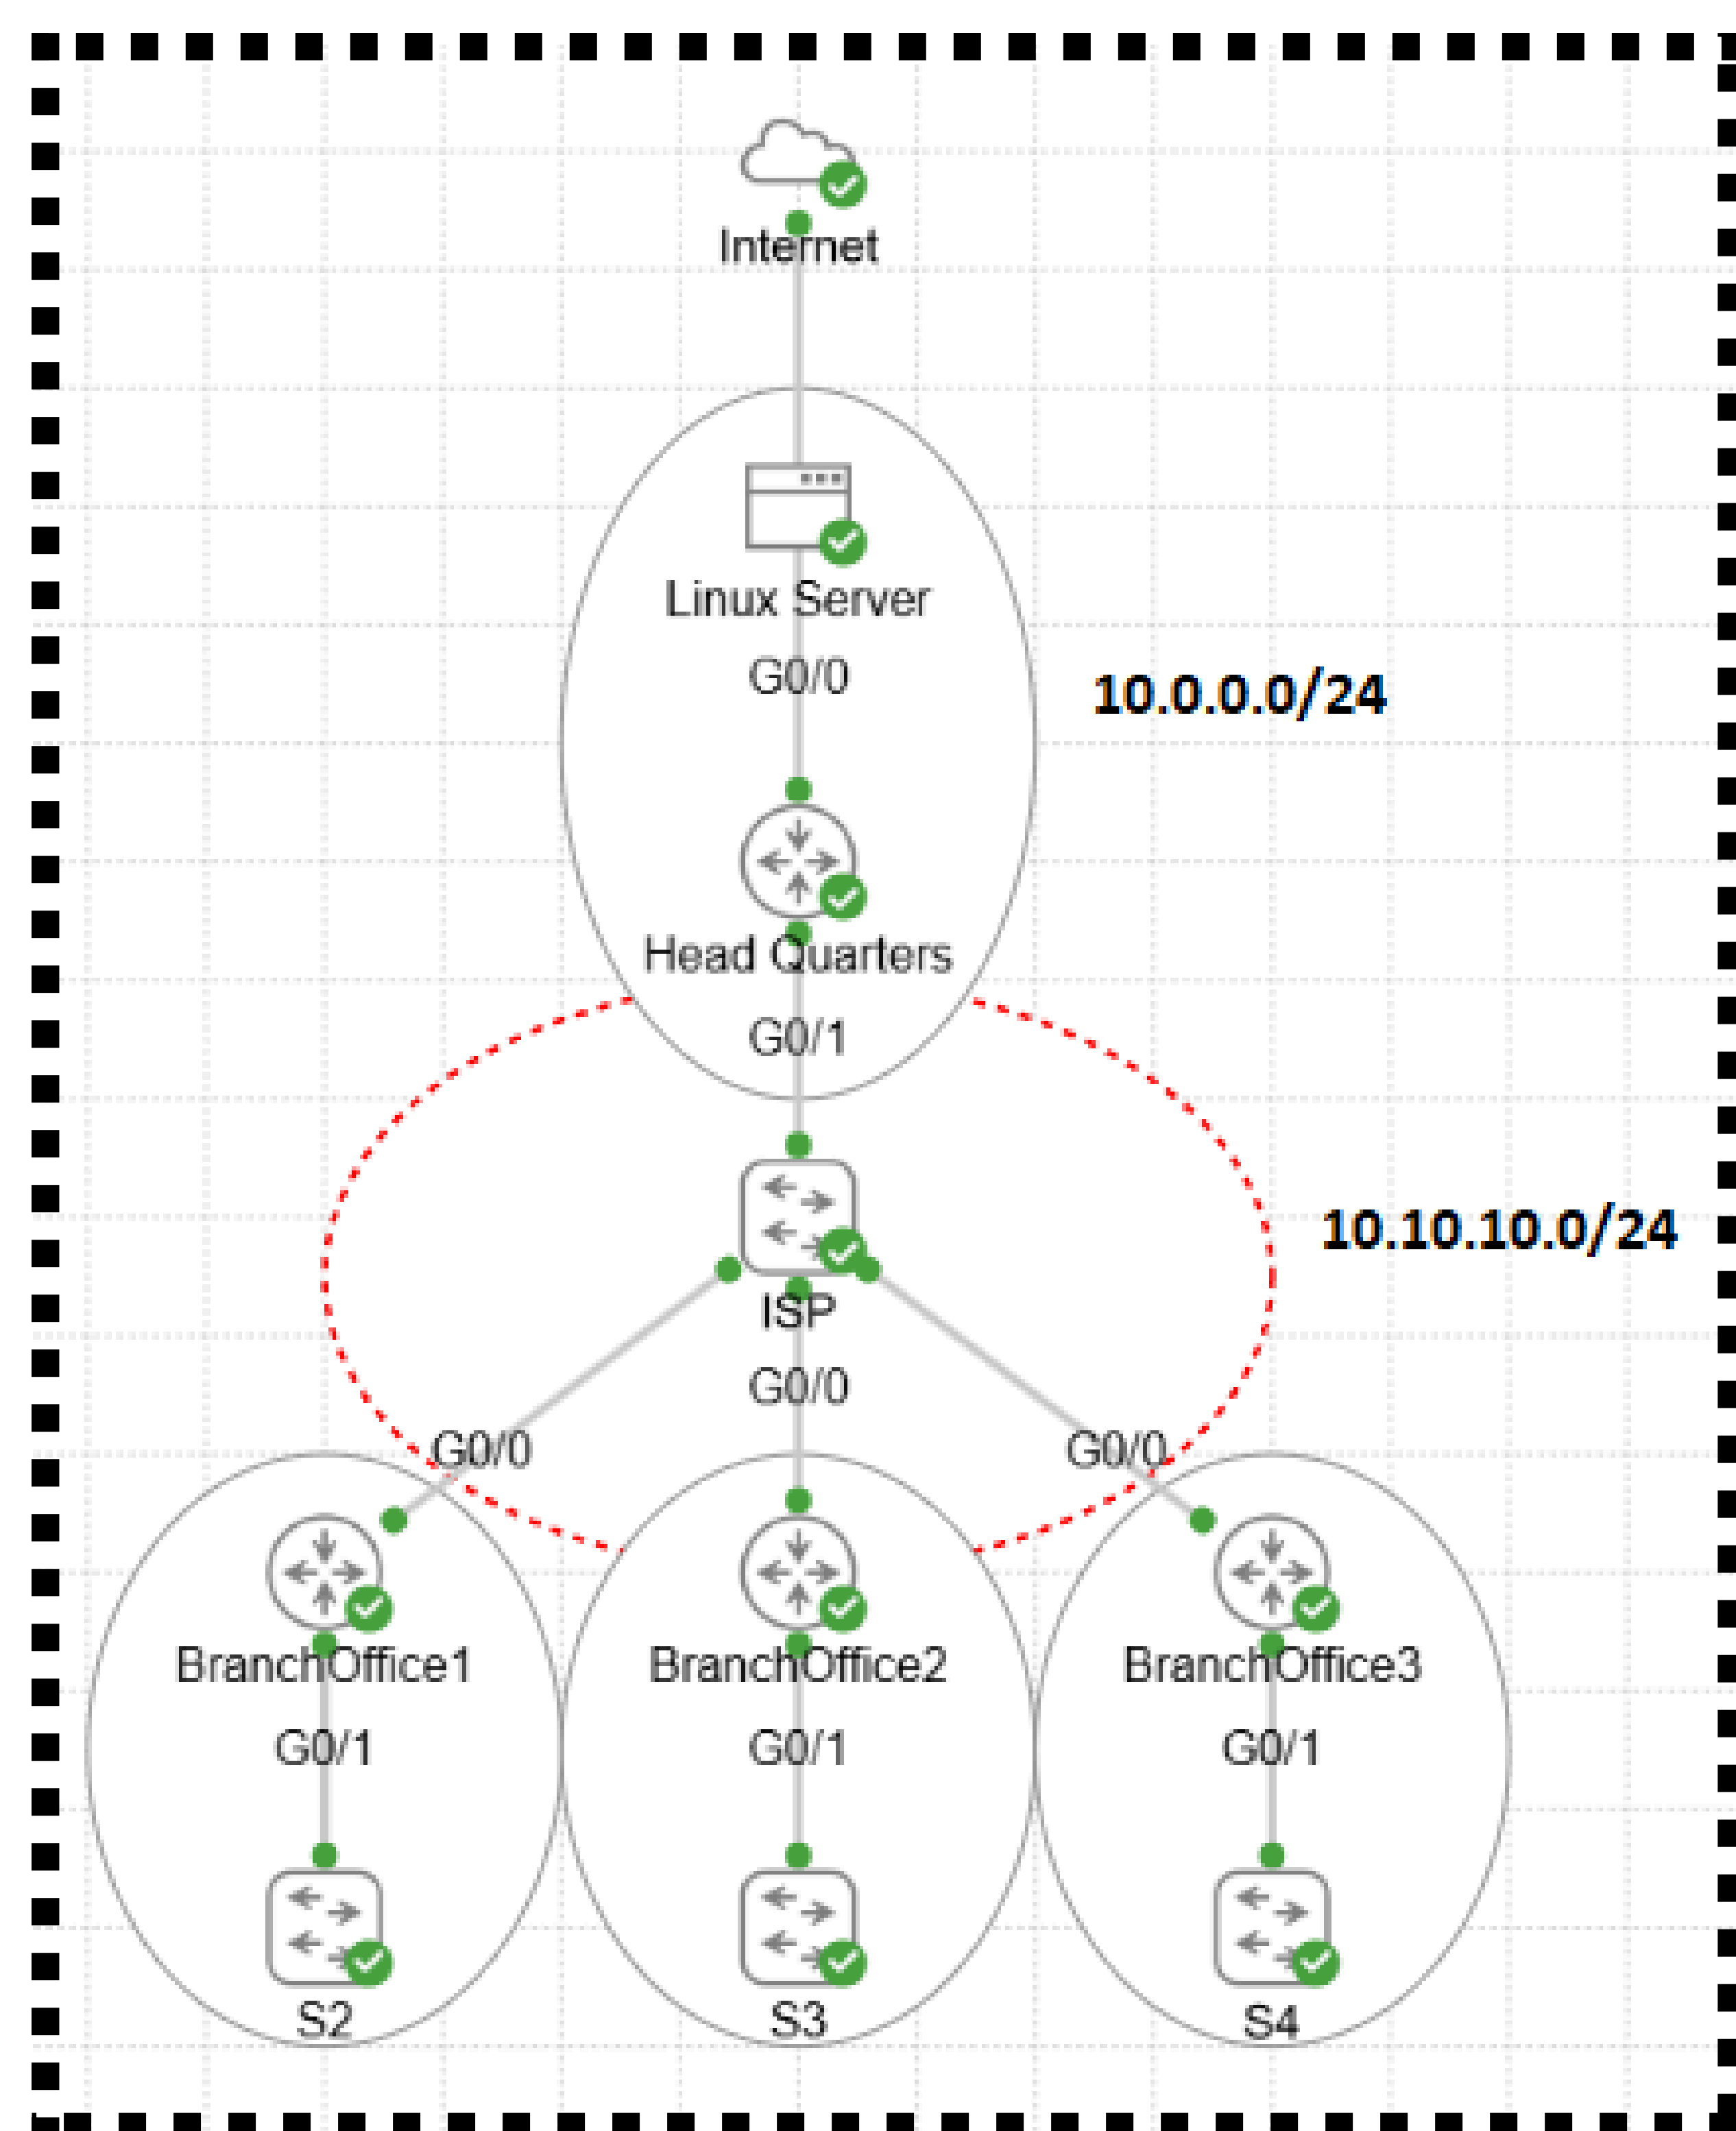 Internet
Linux Server
G0/0
10.0.0.0/24
Head Quarters
G0/1
10.10.10.0/24
ISP
G0/0
G0/0
G0/0
BranchOffice1
BranchOffice2
BranchOffice3
G0/1
G0/1
G0/1
S2
S3
S4